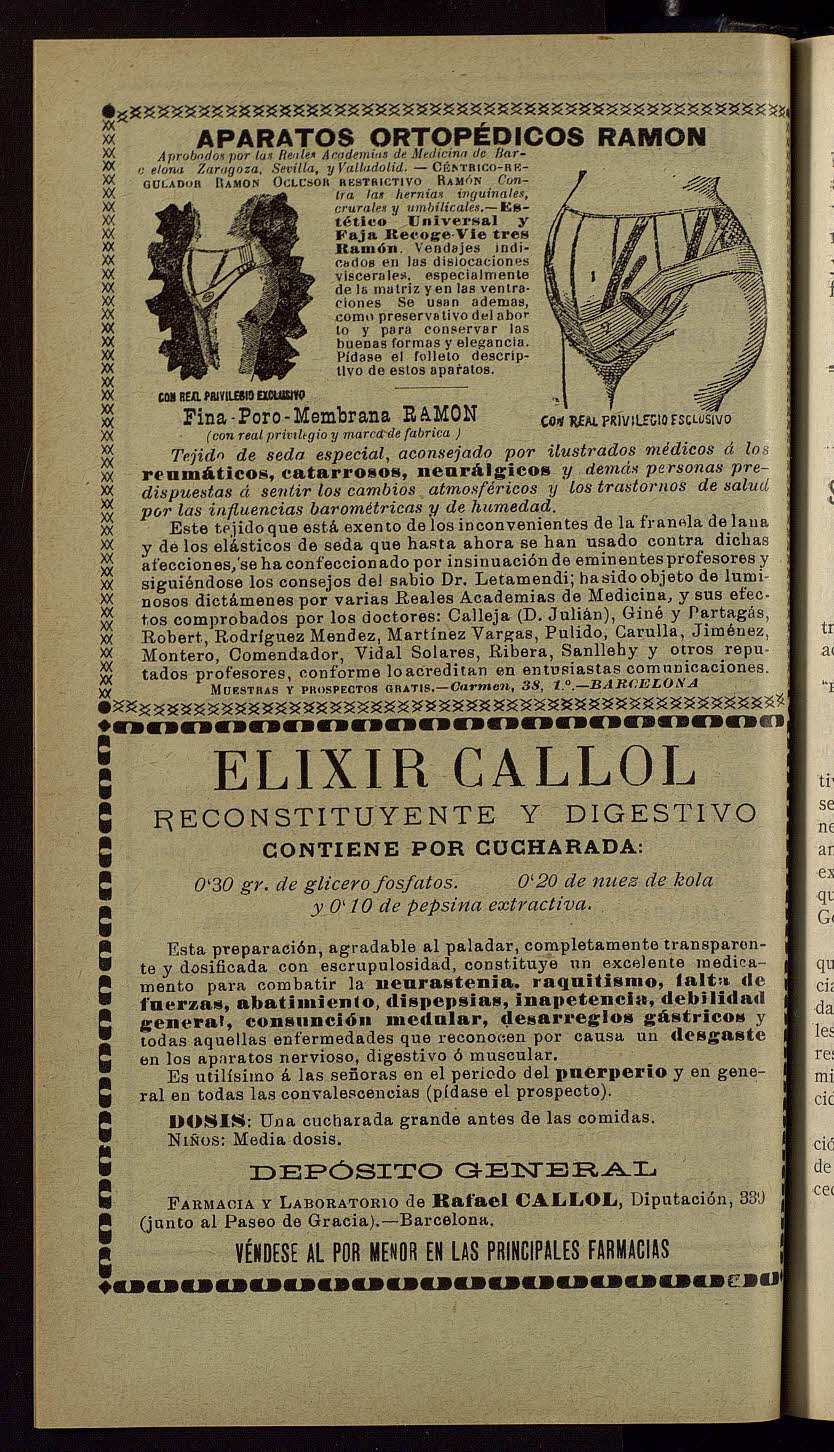 APARATOS ORTOPÉDICOS RAMON
Aprobados por las Reales Academias de Medicina de Bar-
celona Zaragoza, Sevilla, y Valladolid. — CÉNTRICO-RE-
GULADOR RAMON OCLUSOR RESTRICTIVO RAMÓN Con-
tra las hernias inguinales,
crurales y umbilicales.—Es-
tético Universal y
Faja Recoge-Vie tres
Ramón. Vendajes indi-
cados en las dislocaciones
viscerales, especialmente
de la matriz y en las ventra-
ciones Se usan ademas,
como preservativo del abor
to y para conservar las
buenas formas y elegancia.
Pídase el folleto descrip-
tivo de estos aparatos.
CON REAL PRIVILEGIO EXCLUSIVO
1
2
CON REAL PRIVILEGIO ESCLUSIVO
Fina-Poro-Membrana RAMON
(con real privilegio y marca de fabrica )
Tejido de seda especial, aconsejado por ilustrados médicos á los
reumáticos, catarrosos, neurálgicos y demás personas pre-
dispuestas á sentir los cambios atmosféricos y los trastornos de salud
por las influencias barométricas y de humedad.
Este tejido que está exento de los inconvenientes de la franela de lana
y de los elásticos de seda que hasta ahora se han usado contra dichas
afecciones, se ha confeccionado por insinuación de eminentes profesores y
siguiéndose los consejos del sabio Dr. Letamendi; ha sido objeto de lumi-
nosos dictámenes por varias Reales Academias de Medicina, y sus efec-
tos comprobados por los doctores: Calleja (D. Julián), Giné y Partagás,
Robert, Rodríguez Mendez, Martínez Vargas, Pulido, Carulla, Jiménez,
Montero, Comendador, Vidal Solares, Ribera, Sanllehy y otros repu-
tados profesores, conforme lo acreditan en entusiastas comunicaciones.
MUESTRAS Y PROSPECTOS GRATIS.—Carmen, 38, 1.º—BARCELONA
ELIXIR CALLOL
RECONSTITUYENTE Y DIGESTIVO
CONTIENE POR CUCHARADA:
0'30 gr. de glicero fosfatos. 0'20 de nuez de kola
y 0'10 de pepsina extractiva.
Esta preparación, agradable al paladar, completamente transparen-
te y dosificada con escrupulosidad, constituye un excelente medica-
mento para combatir la neurastenia, raquitismo, falta de
fuerzas, abatimiento, dispepsias, inapetencia, debilidad
general, consunción medular, desarreglos gástricos y
todas aquellas enfermedades que reconocen por causa un desgaste
en los aparatos nervioso, digestivo ó muscular.
Es utilísimo á las señoras en el periodo del puerperio y en gene-
ral en todas las convalescencias (pídase el prospecto).
DOSIS: Una cucharada grande antes de las comidas.
NIÑOS: Media dosis.
DEPÓSITO GENERAL
FARMACIA Y LABORATORIO de Rafael CALLOL, Diputación, 339
(junto al Paseo de Gracia).—Barcelona.
VÉNDESE AL POR MENOR EN LAS PRINCIPALES FARMACIAS